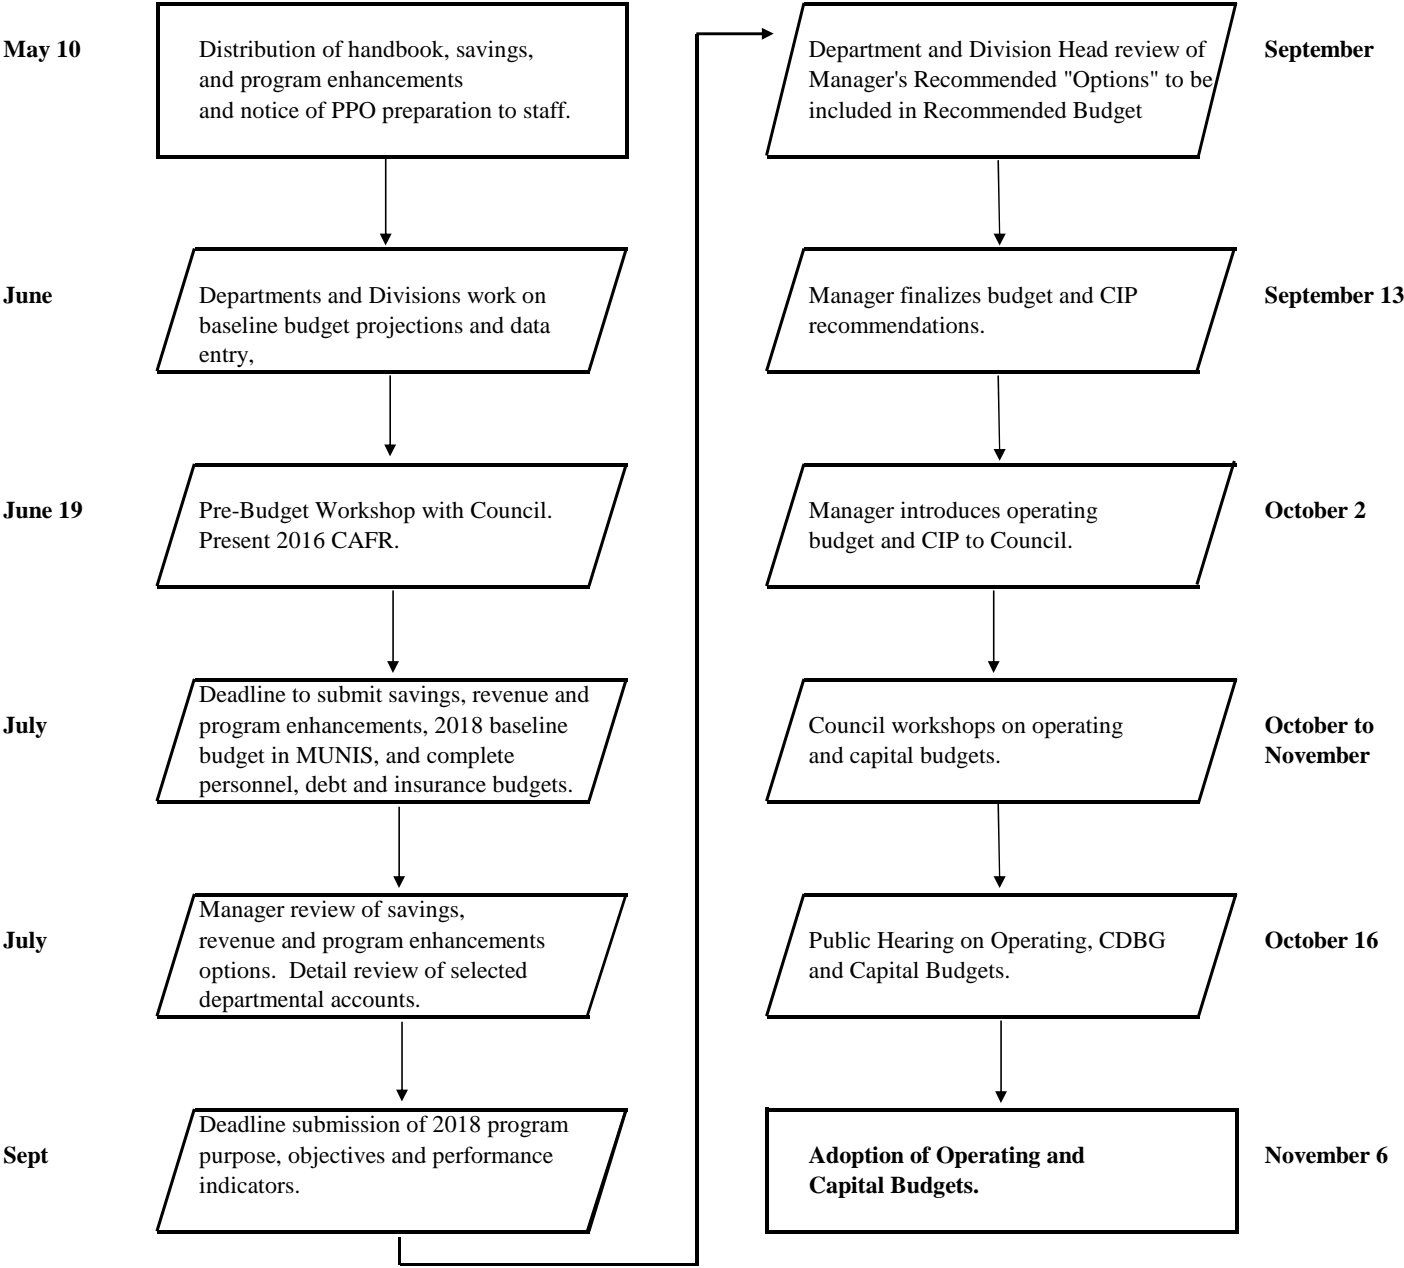 May 10
Distribution of handbook, savings,
and program enhancements
and notice of PPO preparation to staff.
June
Departments and Divisions work on
baseline budget projections and data
entry,
June 19
Pre-Budget Workshop with Council.
Present 2016 CAFR.
July
Deadline to submit savings, revenue and
program enhancements, 2018 baseline
budget in MUNIS, and complete
personnel, debt and insurance budgets.
July
Manager review of savings,
revenue and program enhancements
options.  Detail review of selected
departmental accounts.
Sept
Deadline submission of 2018 program
purpose, objectives and performance
indicators.
Department and Division Head review of
Manager's Recommended "Options" to be
included in Recommended Budget
September
Manager finalizes budget and CIP
recommendations.
September 13
Manager introduces operating
budget and CIP to Council.
October 2
Council workshops on operating
and capital budgets.
October to
November
Public Hearing on Operating, CDBG
and Capital Budgets.
October 16
Adoption of Operating and
Capital Budgets.
November 6